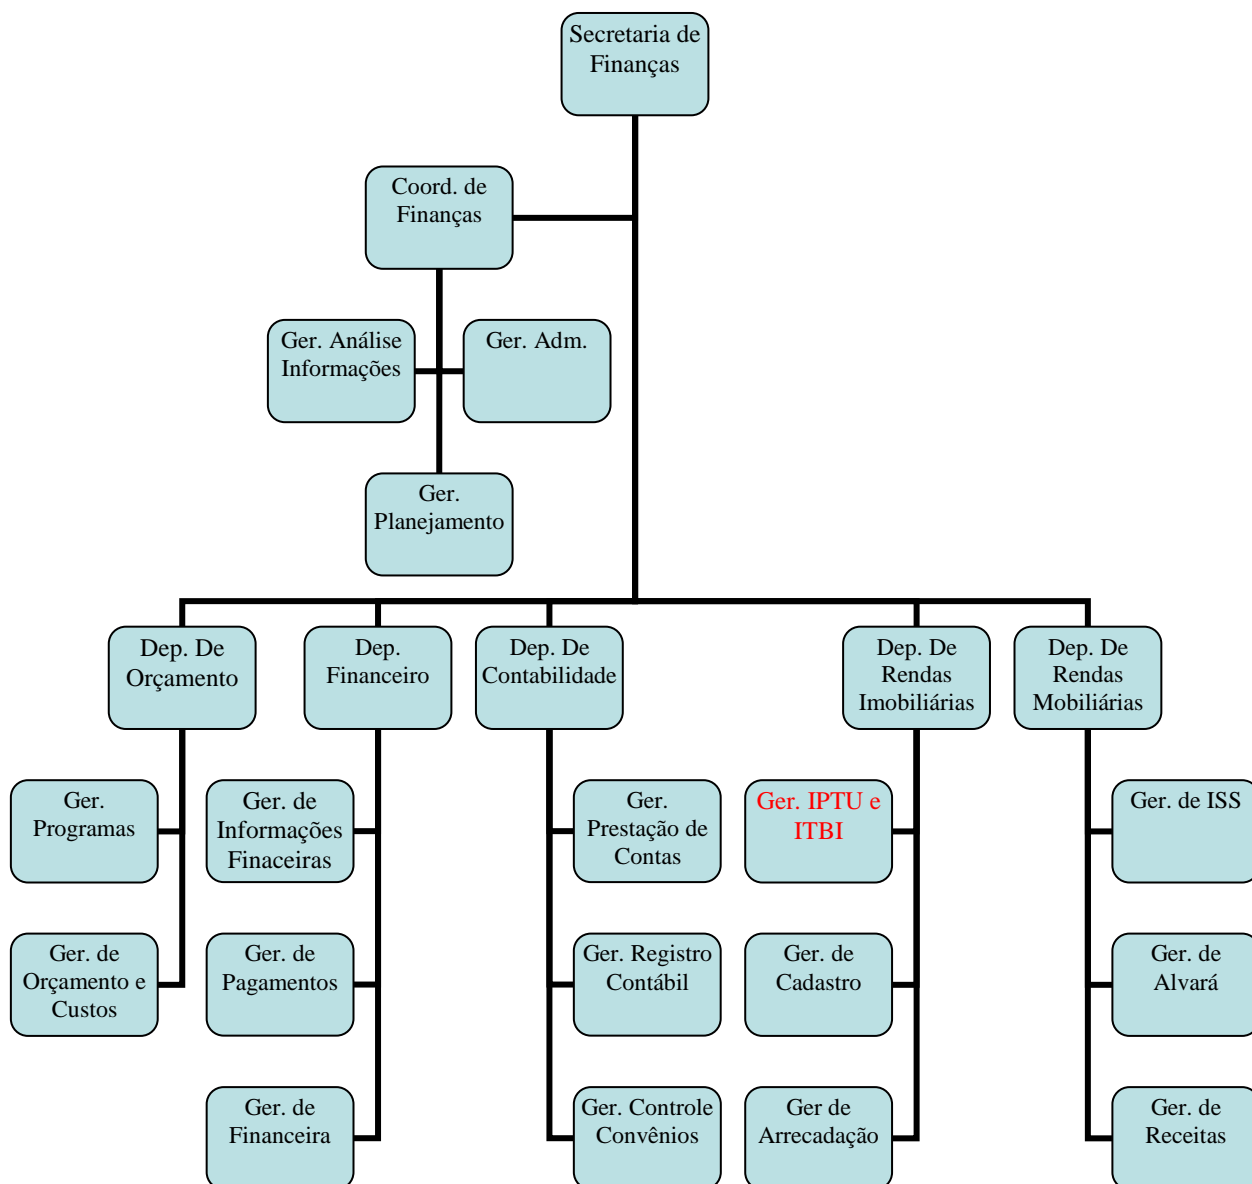 Secretaria de
Finanças
Coord. de
Finanças
Ger. Análise
Informações
Ger. Adm.
Ger.
Planejamento
Dep. De
Orçamento
Dep.
Financeiro
Dep. De
Contabilidade
Dep. De
Rendas
Imobiliárias
Dep. De
Rendas
Mobiliárias
Ger.
Programas
Ger. de
Informações
Finaceiras
Ger.
Prestação de
Contas
Ger. IPTU e
ITBI
Ger. de ISS
Ger. de
Orçamento e
Custos
Ger. de
Pagamentos
Ger. Registro
Contábil
Ger. de
Cadastro
Ger. de
Alvará
Ger. de
Financeira
Ger. Controle
Convênios
Ger de
Arrecadação
Ger. de
Receitas